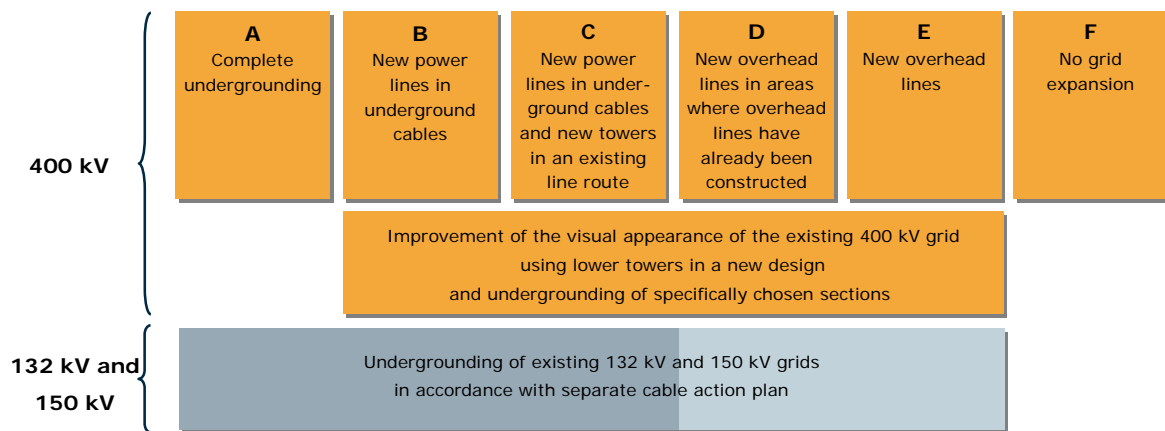 400 kV
A
Complete
undergrounding
B
New power
lines in
underground
cables
C
New power
lines in under-
ground cables
and new towers
in an existing
line route
D
New overhead
lines in areas
where overhead
lines have
already been
constructed
E
New overhead
lines
F
No grid
expansion
Improvement of the visual appearance of the existing 400 kV grid
using lower towers in a new design
and undergrounding of specifically chosen sections
132 kV and
150 kV
Undergrounding of existing 132 kV and 150 kV grids
in accordance with separate cable action plan